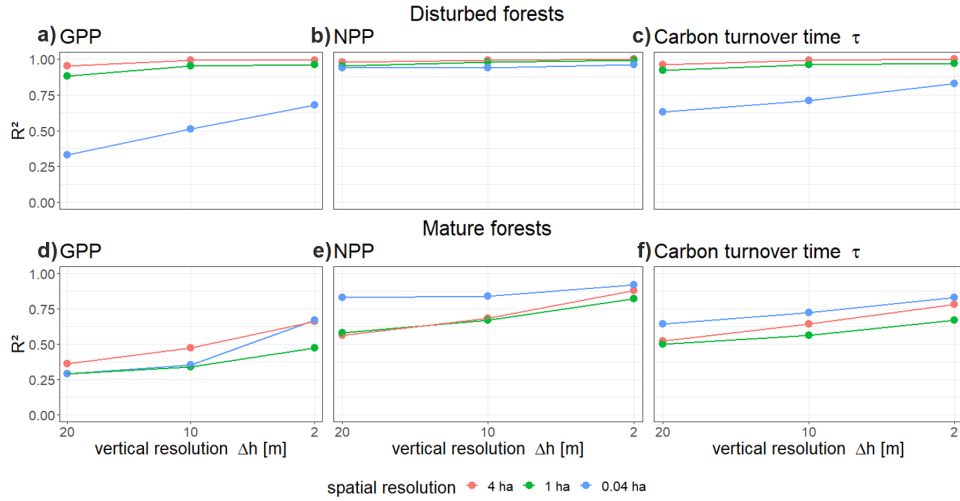 Disturbed forests
a) GPP
b) NPP
c) Carbon turnover time τ
R²
1.00
0.75
0.50
0.25
0.00
Mature forests
d) GPP
e) NPP
f) Carbon turnover time τ
R²
1.00
0.75
0.50
0.25
0.00
20 10 2
20 10 2
20 10 2
vertical resolution Δh [m]
vertical resolution Δh [m]
vertical resolution Δh [m]
spatial resolution 4 ha 1 ha 0.04 ha